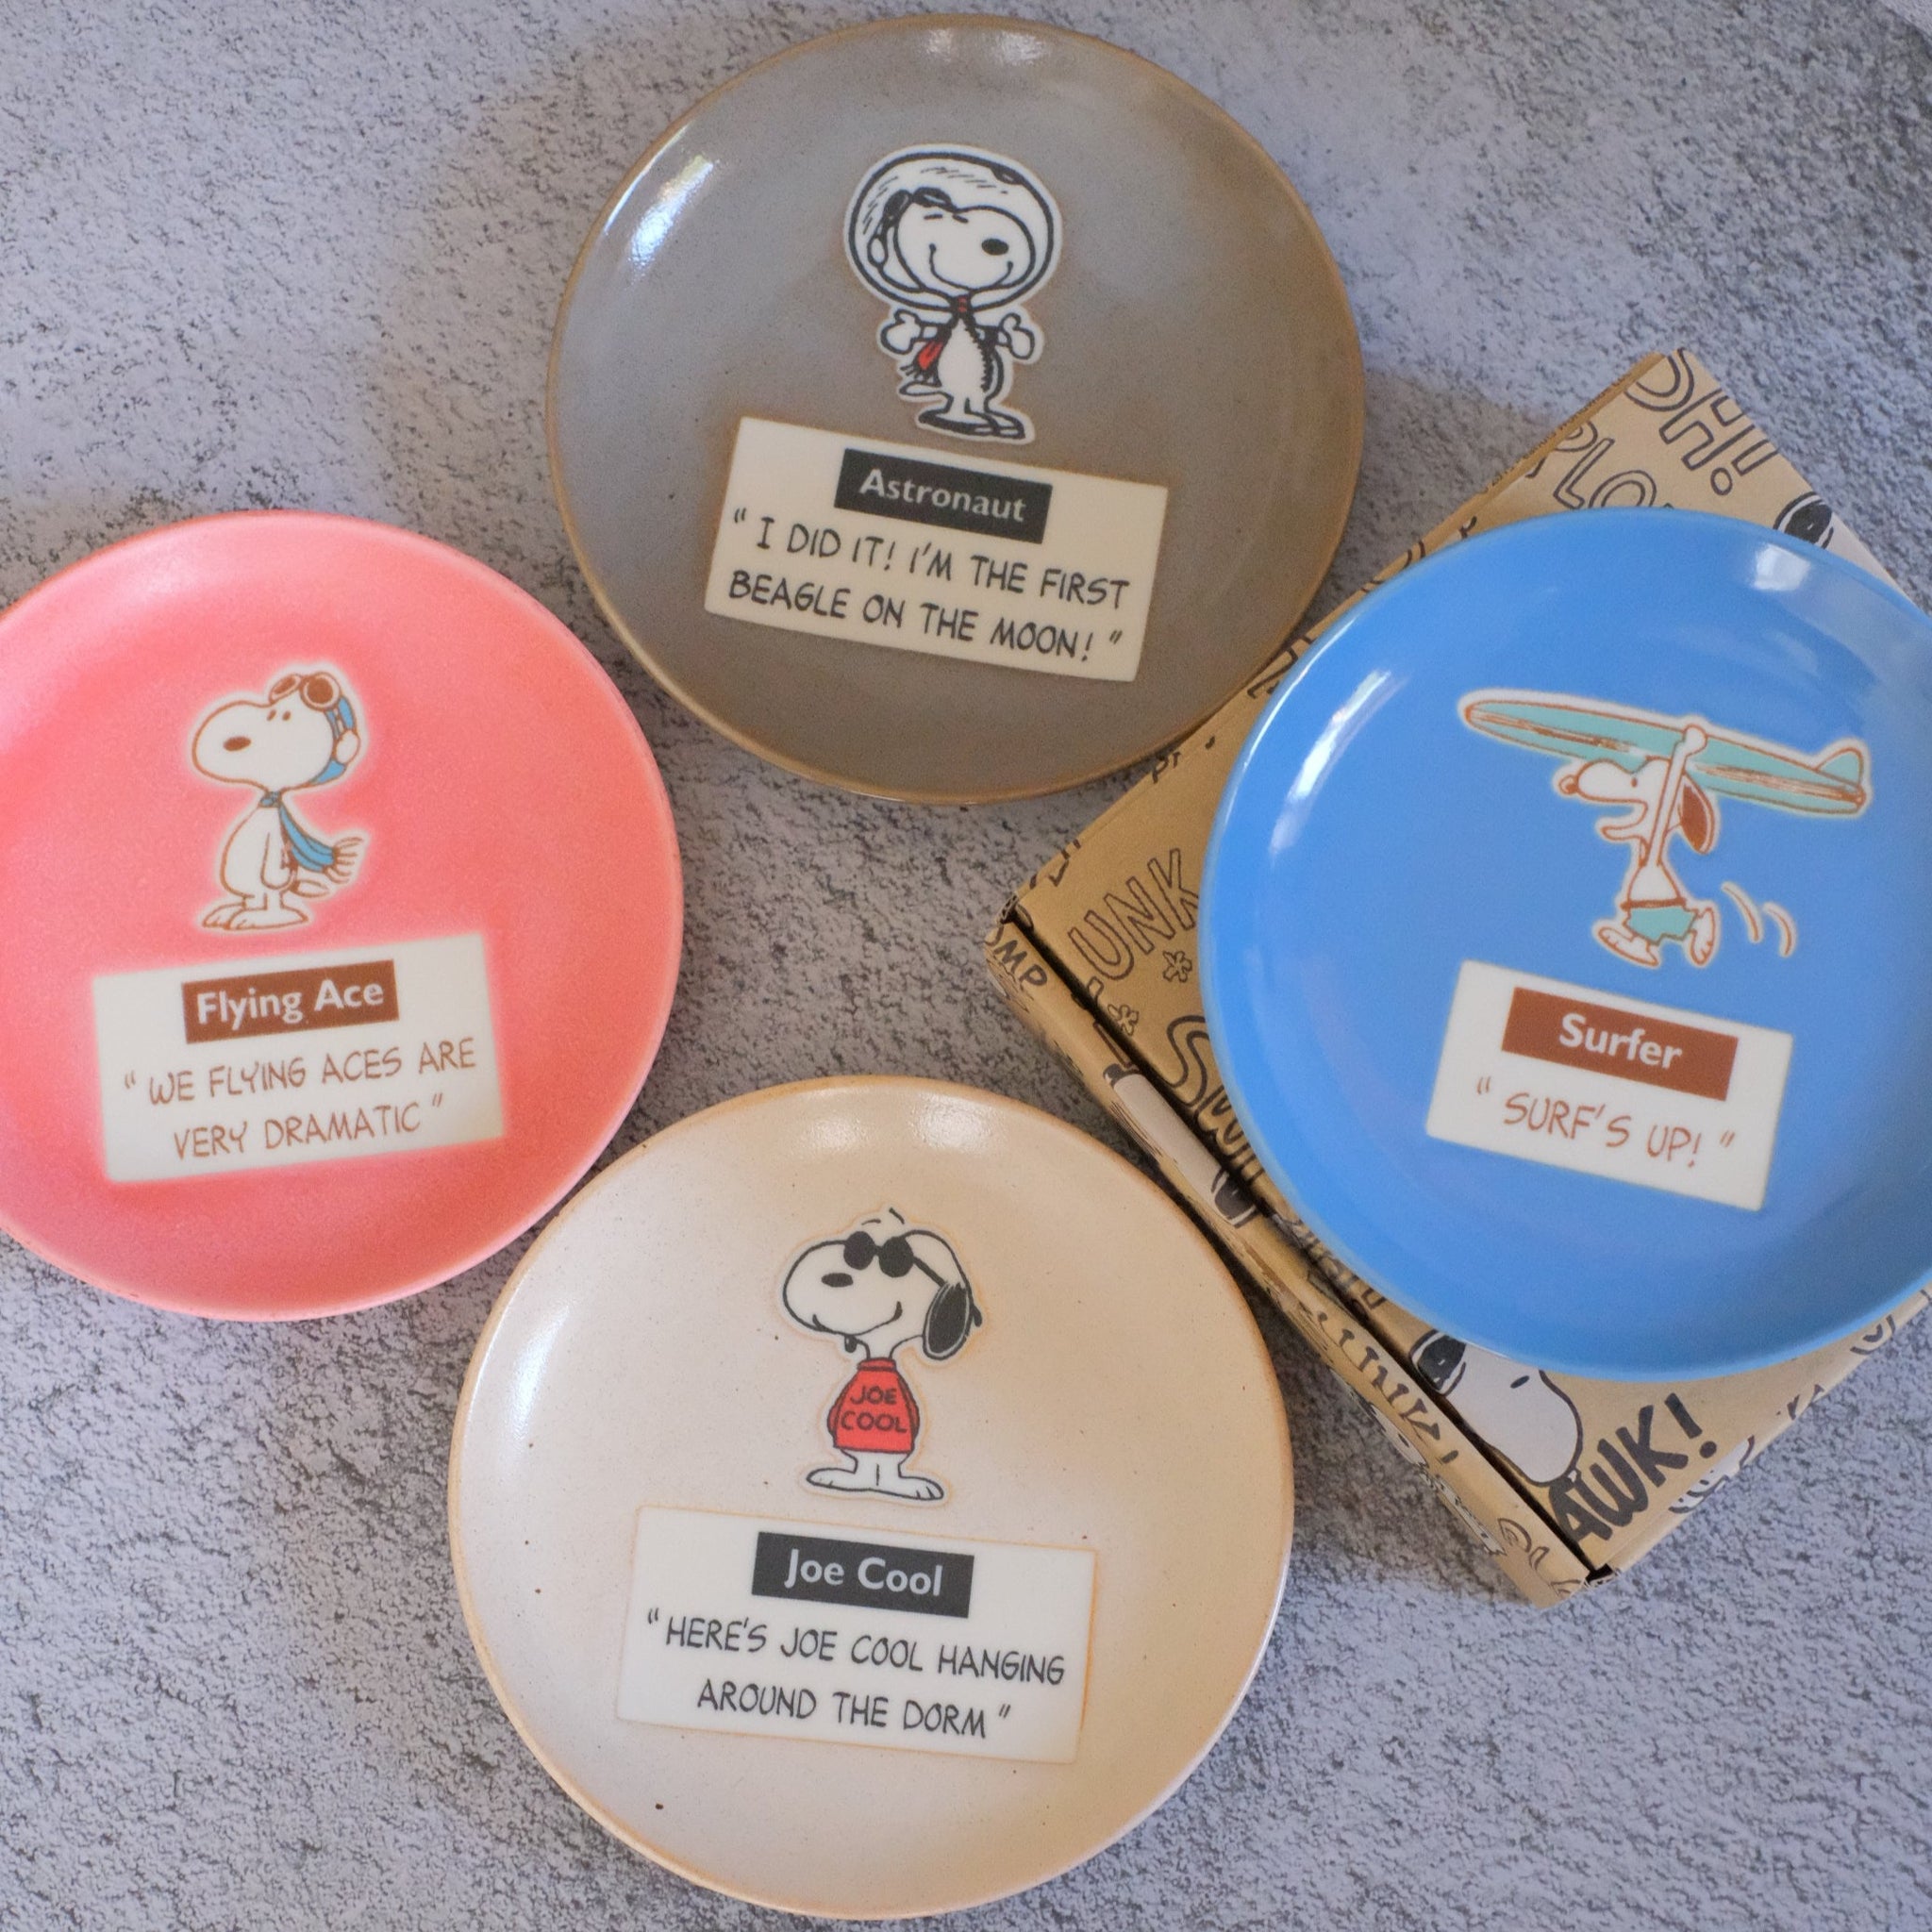 Astronaut
“ I DID IT! I'M THE FIRST
BEAGLE ON THE MOON! ”
Flying Ace
“ WE FLYING ACES ARE
VERY DRAMATIC ”
Surfer
“ SURF'S UP! ”
JOE
COOL
Joe Cool
“ HERE'S JOE COOL HANGING
AROUND THE DORM ”
AWK!